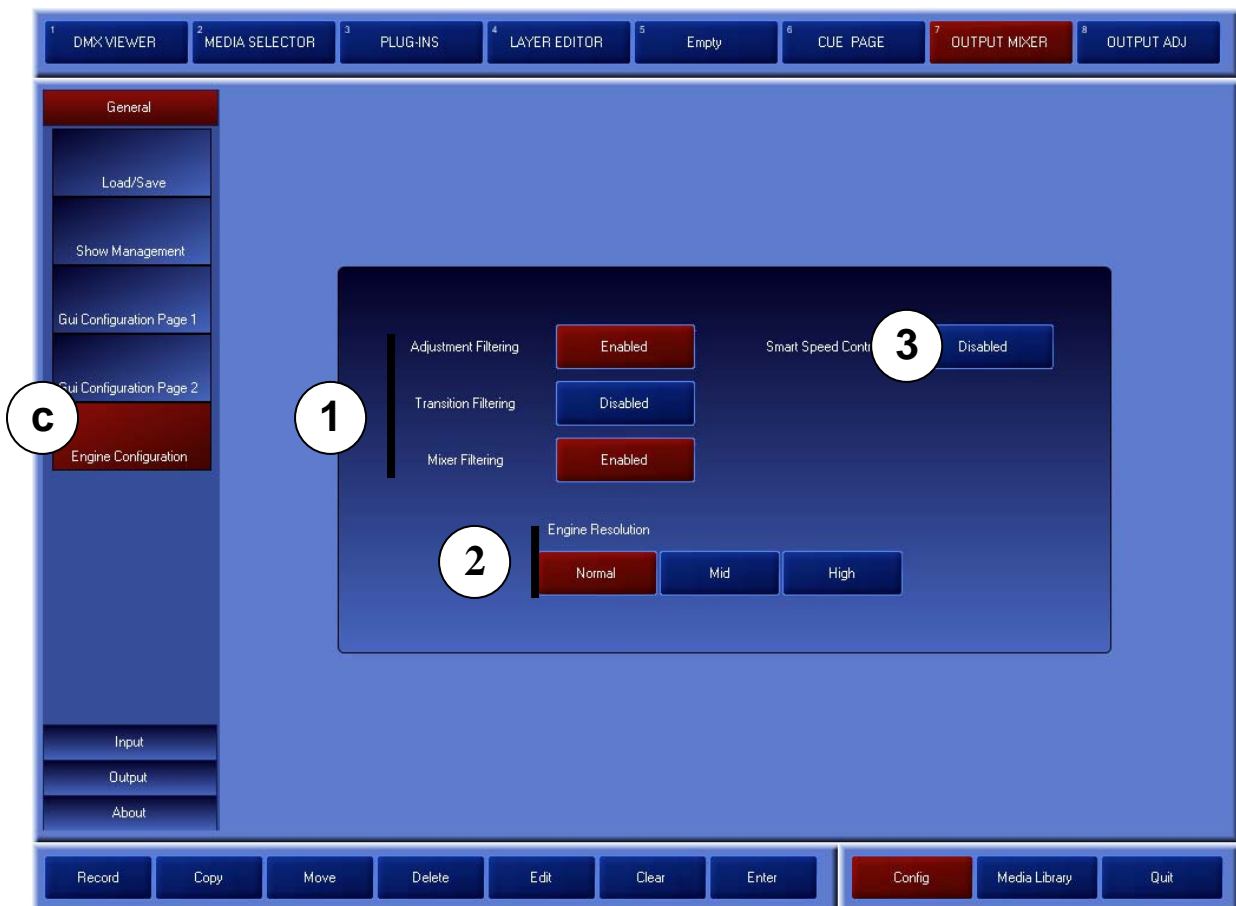 1 DMX VIEWER
2 MEDIA SELECTOR
3 PLUG-INS
4 LAYER EDITOR
5 Empty
6 CUE PAGE
7 OUTPUT MIXER
8 OUTPUT ADJ
General
Load/Save
Show Management
Gui Configuration Page 1
Gui Configuration Page 2
c
Engine Configuration
Input
Output
About
1
Adjustment Filtering Enabled
Transition Filtering Disabled
Mixer Filtering Enabled
Smart Speed 3 Disabled
2
Engine Resolution
Normal Mid High
Record Copy Move Delete Edit Clear Enter
Config Media Library Quit